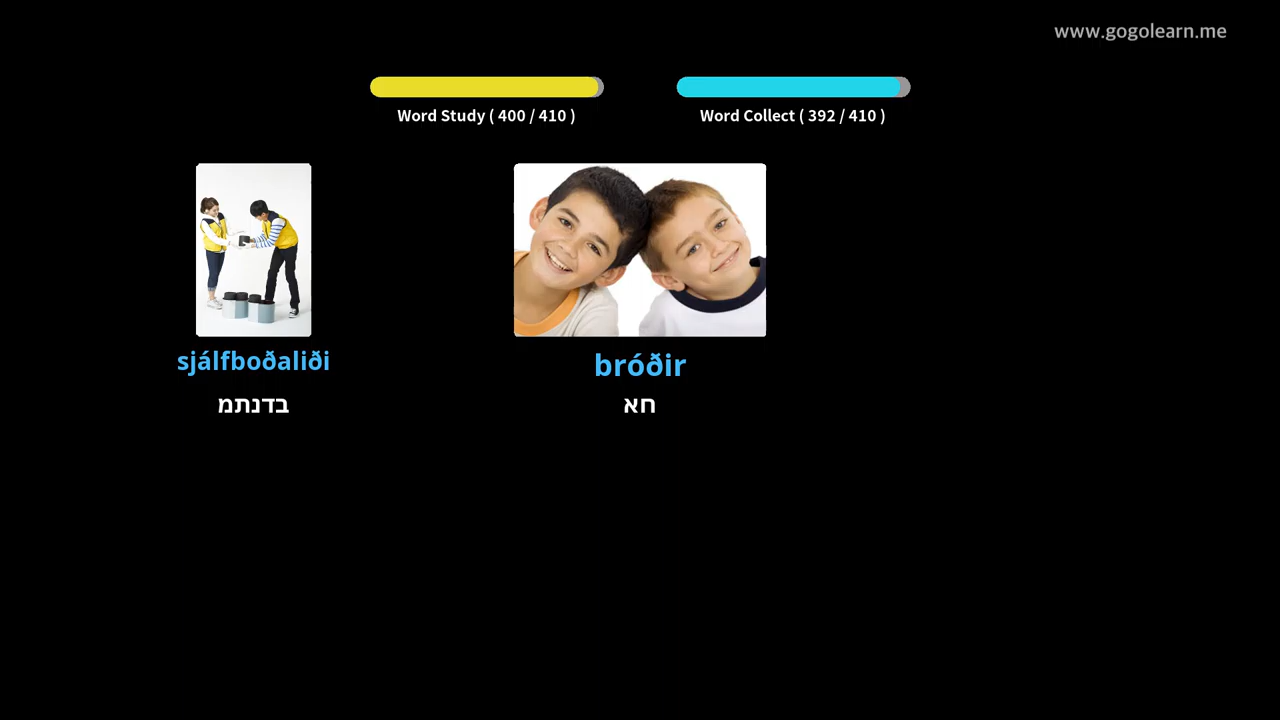 www.gogolearn.me
Word Study ( 400 / 410 )
Word Collect ( 392 / 410 )
sjálfboðaliði
בדנתמ
bróðir
חא